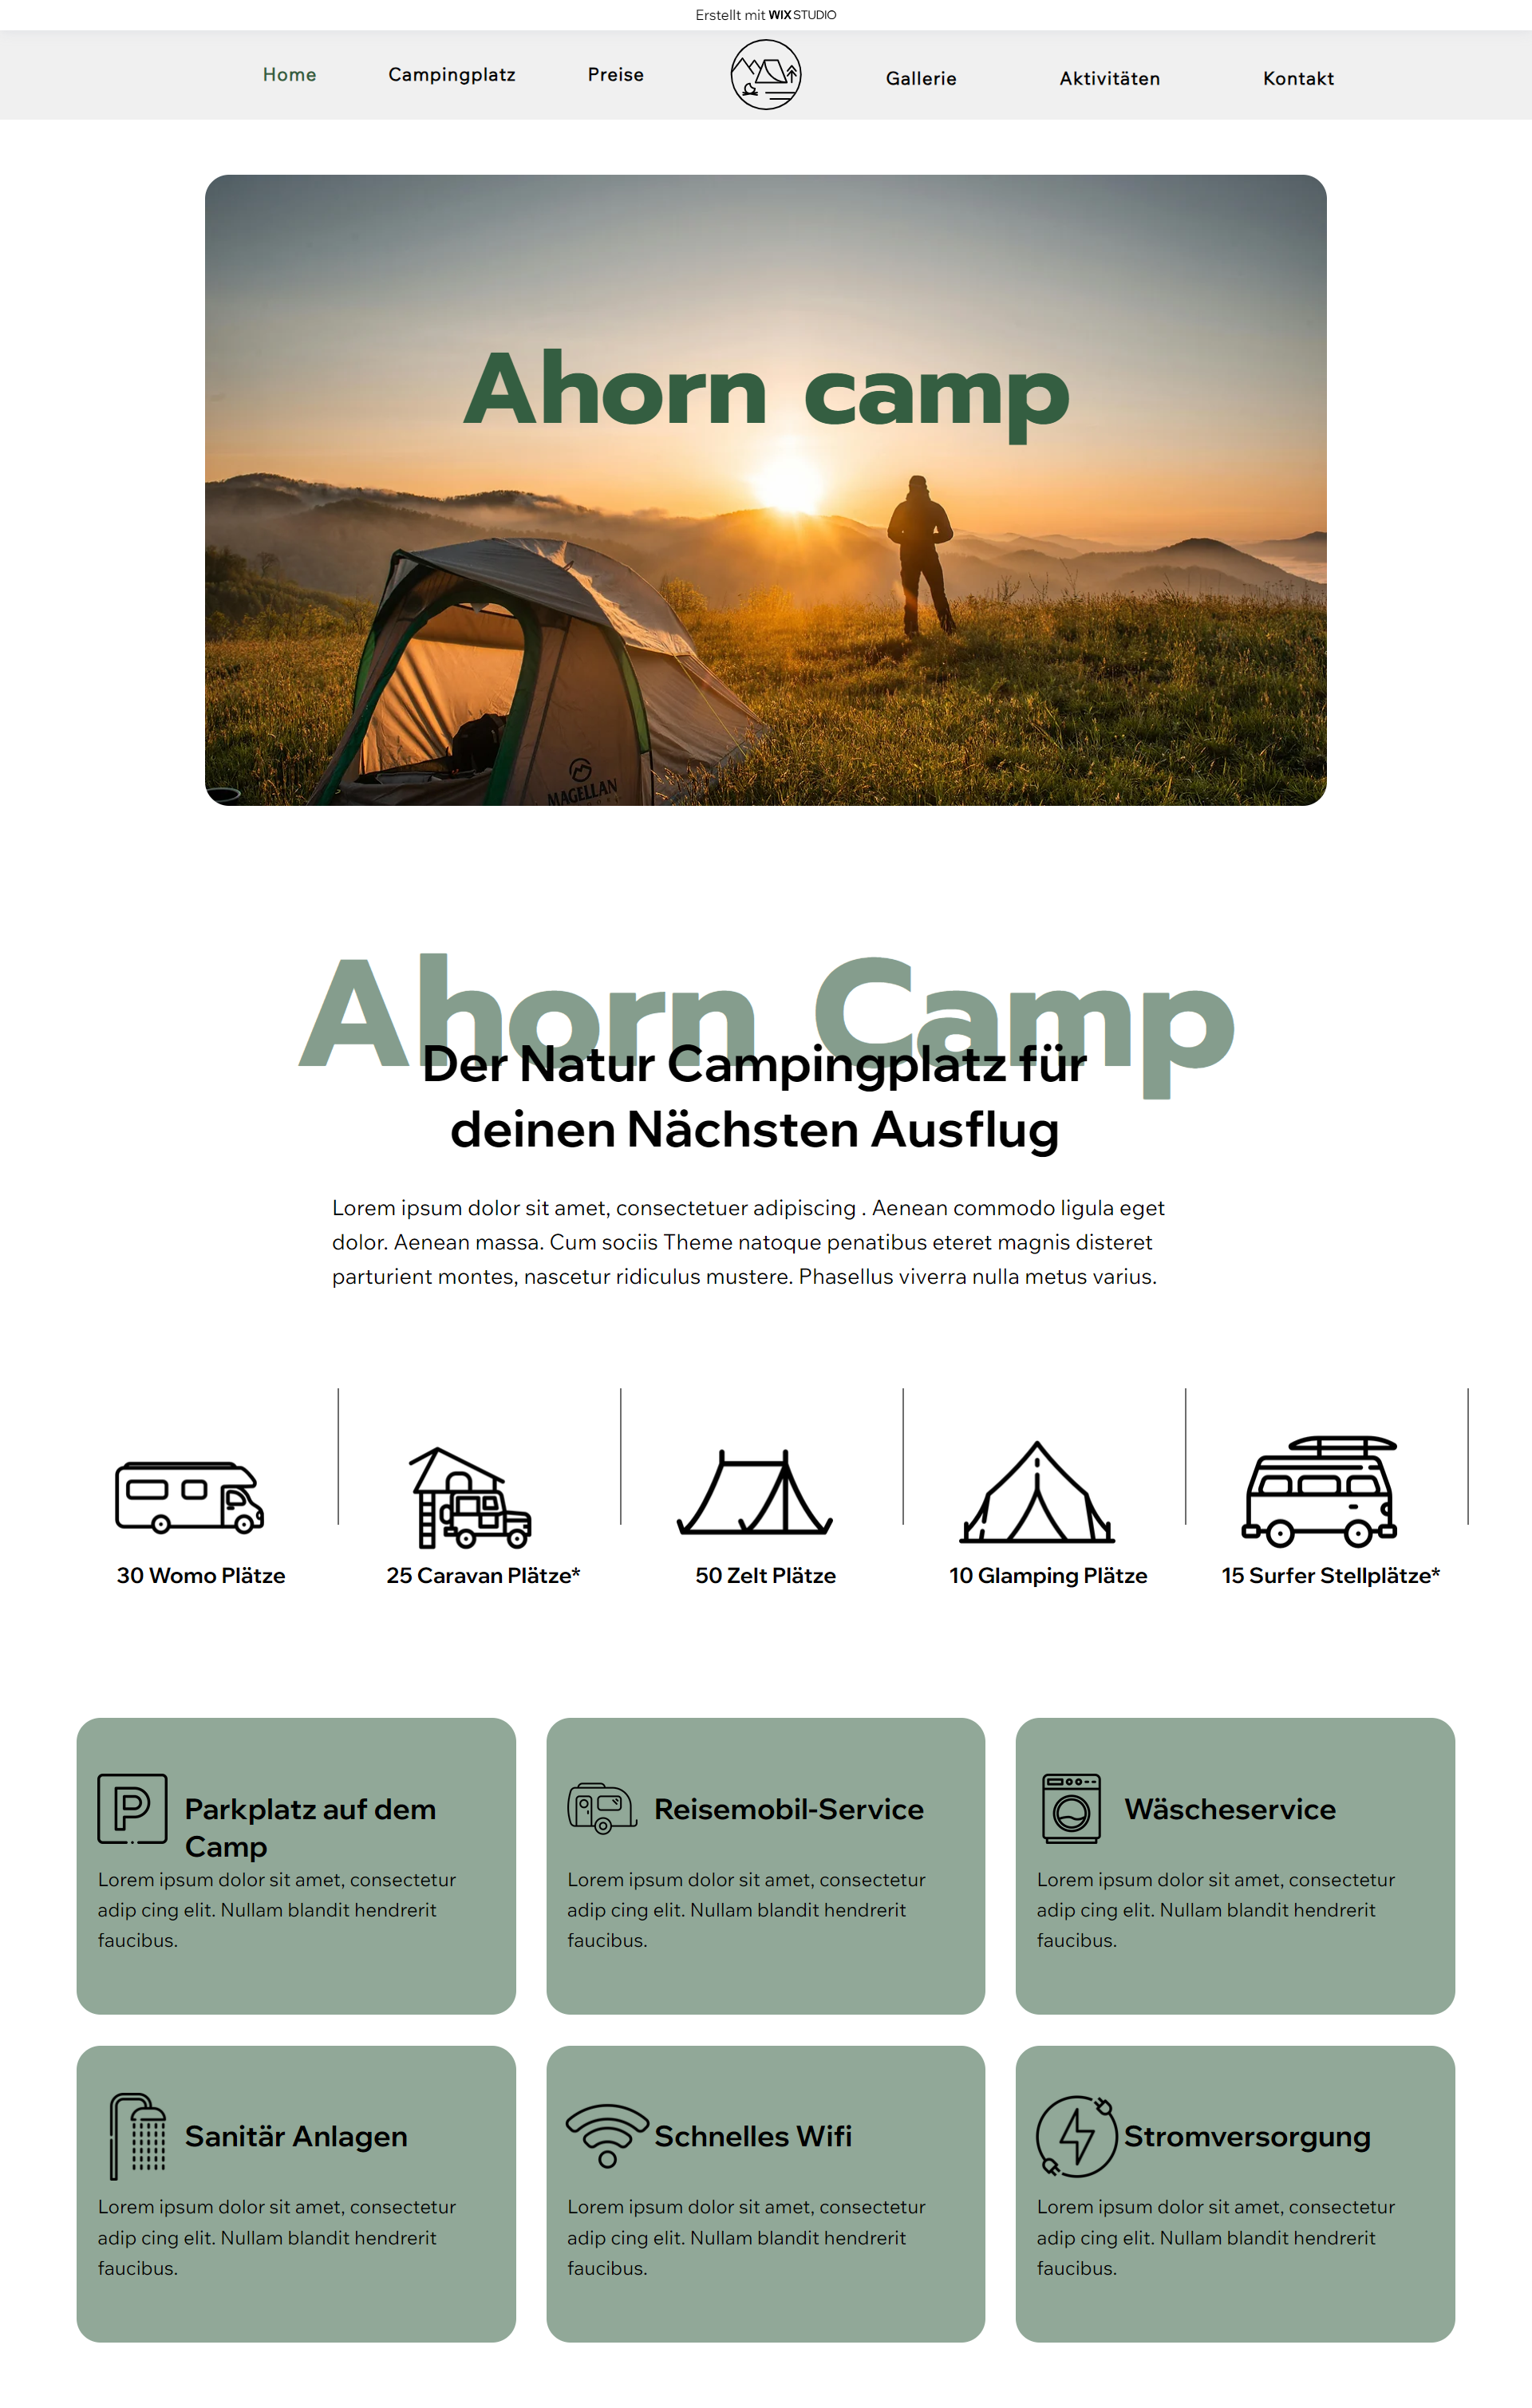 Erstellt mit WIX STUDIO
Home
Campingplatz
Preise
Gallerie
Aktivitäten
Kontakt
Ahorn camp
MAGELLAN
Ahorn Camp
Der Natur Campingplatz für
deinen Nächsten Ausflug
Lorem ipsum dolor sit amet, consectetuer adipiscing . Aenean commodo ligula eget
dolor. Aenean massa. Cum sociis Theme natoque penatibus eteret magnis disteret
parturient montes, nascetur ridiculus mustere. Phasellus viverra nulla metus varius.
30 Womo Plätze
25 Caravan Plätze*
50 Zelt Plätze
10 Glamping Plätze
15 Surfer Stellplätze*
P
Parkplatz auf dem
Camp
Lorem ipsum dolor sit amet, consectetur
adip cing elit. Nullam blandit hendrerit
faucibus.
Reisemobil-Service
Lorem ipsum dolor sit amet, consectetur
adip cing elit. Nullam blandit hendrerit
faucibus.
Wäscheservice
Lorem ipsum dolor sit amet, consectetur
adip cing elit. Nullam blandit hendrerit
faucibus.
Sanitär Anlagen
Lorem ipsum dolor sit amet, consectetur
adip cing elit. Nullam blandit hendrerit
faucibus.
Schnelles Wifi
Lorem ipsum dolor sit amet, consectetur
adip cing elit. Nullam blandit hendrerit
faucibus.
Stromversorgung
Lorem ipsum dolor sit amet, consectetur
adip cing elit. Nullam blandit hendrerit
faucibus.